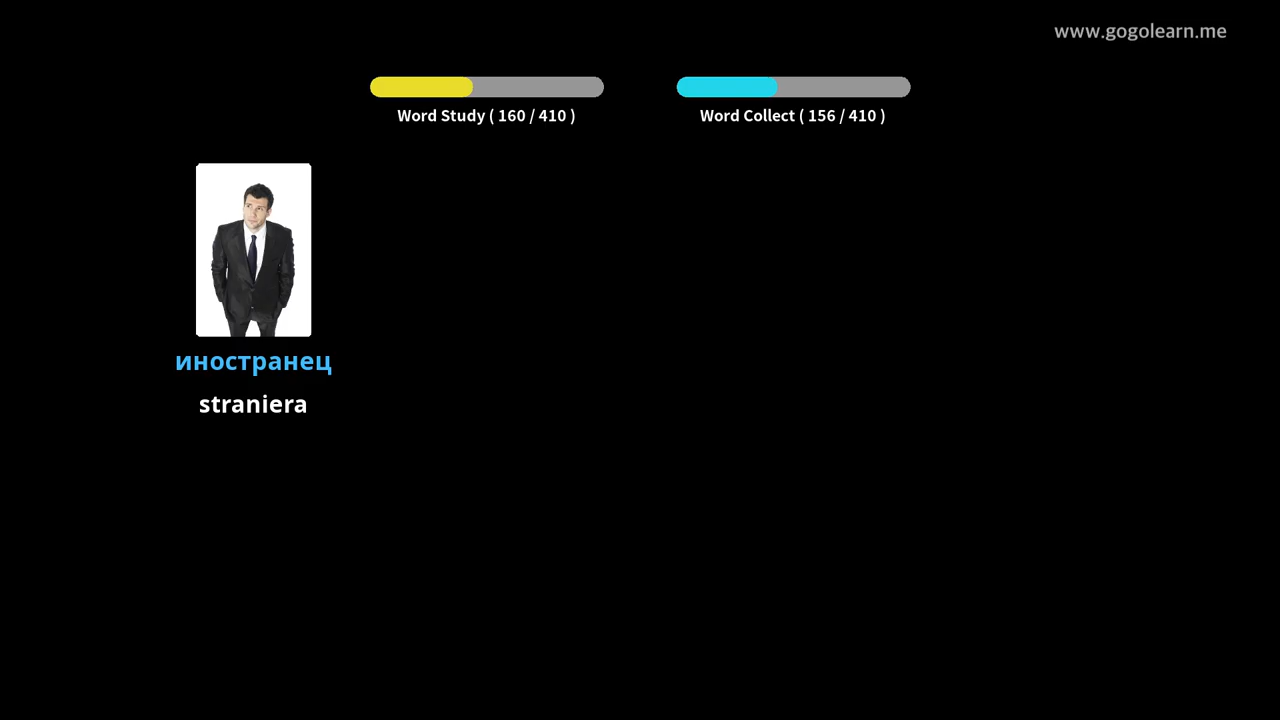 www.gogolearn.me
Word Study ( 160 / 410 )
Word Collect ( 156 / 410 )
иностранец
straniera